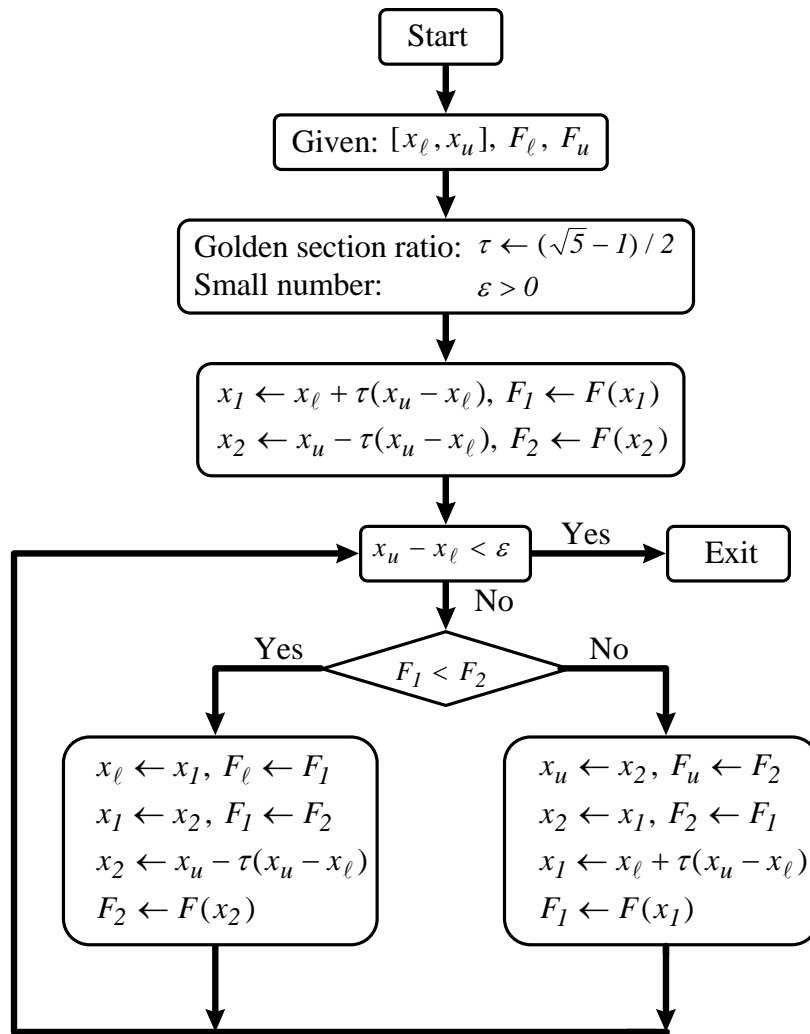 Start
Given: [x_ℓ, x_u], F_ℓ, F_u
Golden section ratio: τ ← (√5 − 1) / 2
Small number: ε > 0
x_1 ← x_ℓ + τ(x_u − x_ℓ), F_1 ← F(x_1)
x_2 ← x_u − τ(x_u − x_ℓ), F_2 ← F(x_2)
x_u − x_ℓ < ε
Yes
Exit
No
Yes
F_1 < F_2
No
x_ℓ ← x_1, F_ℓ ← F_1
x_1 ← x_2, F_1 ← F_2
x_2 ← x_u − τ(x_u − x_ℓ)
F_2 ← F(x_2)
x_u ← x_2, F_u ← F_2
x_2 ← x_1, F_2 ← F_1
x_1 ← x_ℓ + τ(x_u − x_ℓ)
F_1 ← F(x_1)